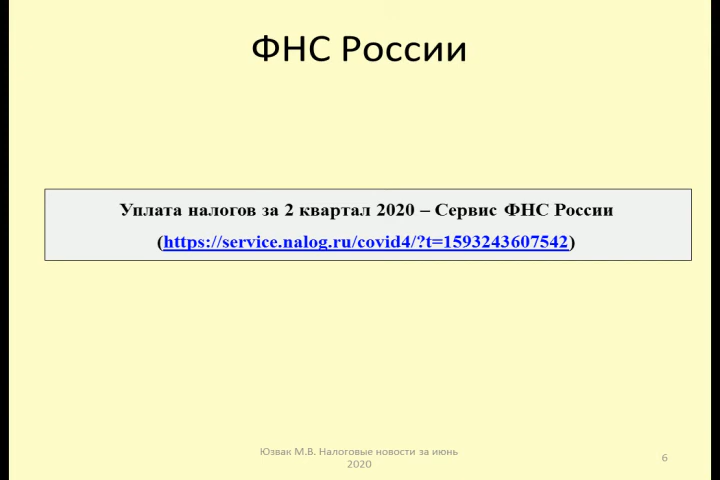 ФНС России
Уплата налогов за 2 квартал 2020 – Сервис ФНС России
(https://service.nalog.ru/covid4/?t=1593243607542)
Юзвак М.В. Налоговые новости за июнь
2020
6